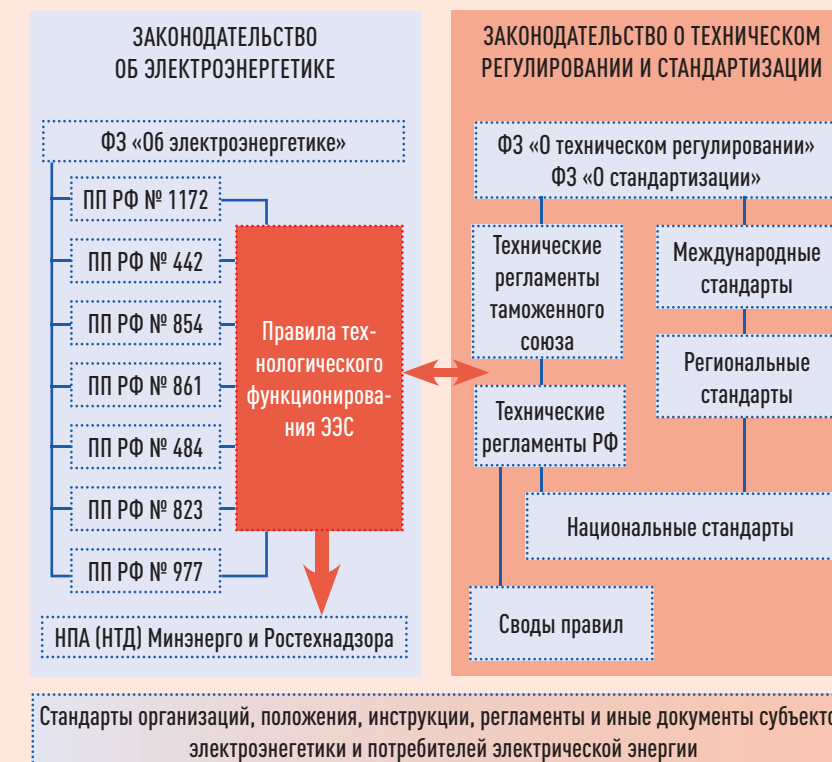 ЗАКОНОДАТЕЛЬСТВО
ОБ ЭЛЕКТРОЭНЕРГЕТИКЕ
ФЗ «Об электроэнергетике»
ПП РФ № 1172
ПП РФ № 442
ПП РФ № 854
ПП РФ № 861
ПП РФ № 484
ПП РФ № 823
ПП РФ № 977
Правила тех-
нологического
функционирова-
ния ЭЭС
НПА (НТД) Минэнерго и Ростехнадзора
ЗАКОНОДАТЕЛЬСТВО О ТЕХНИЧЕСКОМ
РЕГУЛИРОВАНИИ И СТАНДАРТИЗАЦИИ
ФЗ «О техническом регулировании»
ФЗ «О стандартизации»
Технические
регламенты
таможенного
союза
Технические
регламенты РФ
Международные
стандарты
Региональные
стандарты
Национальные стандарты
Своды правил
Стандарты организаций, положения, инструкции, регламенты и иные документы субъекто
электроэнегетики и потребителей электрической энергии